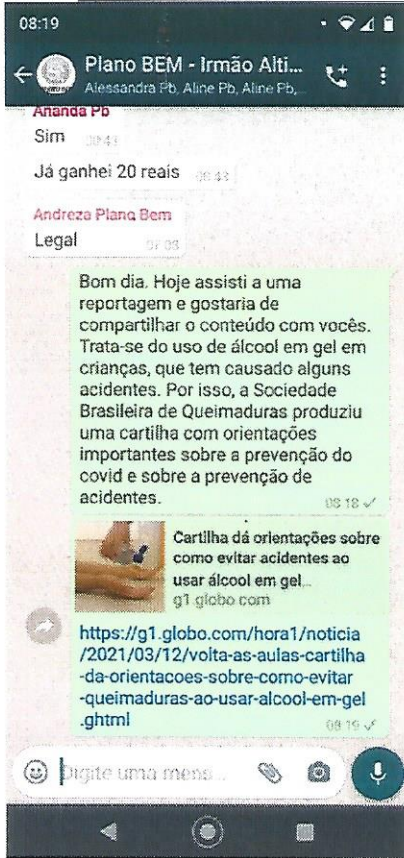 08:19
Plano BEM - Irmão Alti...
Alessandra Pb, Aline Pb, Aline Pb,...
Ananda Pb
Sim
Já ganhei 20 reais
Andreza Plano Bem
Legal
Bom dia. Hoje assisti a uma
reportagem e gostaria de
compartilhar o conteúdo com vocês.
Trata-se do uso de álcool em gel em
crianças, que tem causado alguns
acidentes. Por isso, a Sociedade
Brasileira de Queimaduras produziu
uma cartilha com orientações
importantes sobre a prevenção do
covid e sobre a prevenção de
acidentes.
08:18
Cartilha dá orientações sobre
como evitar acidentes ao
usar álcool em gel...
g1.globo.com
https://g1.globo.com/hora1/noticia
/2021/03/12/volta-as-aulas-cartilha
-da-orientacoes-sobre-como-evitar
-queimaduras-ao-usar-alcool-em-gel
.ghtml
08:19
Digite uma mens...